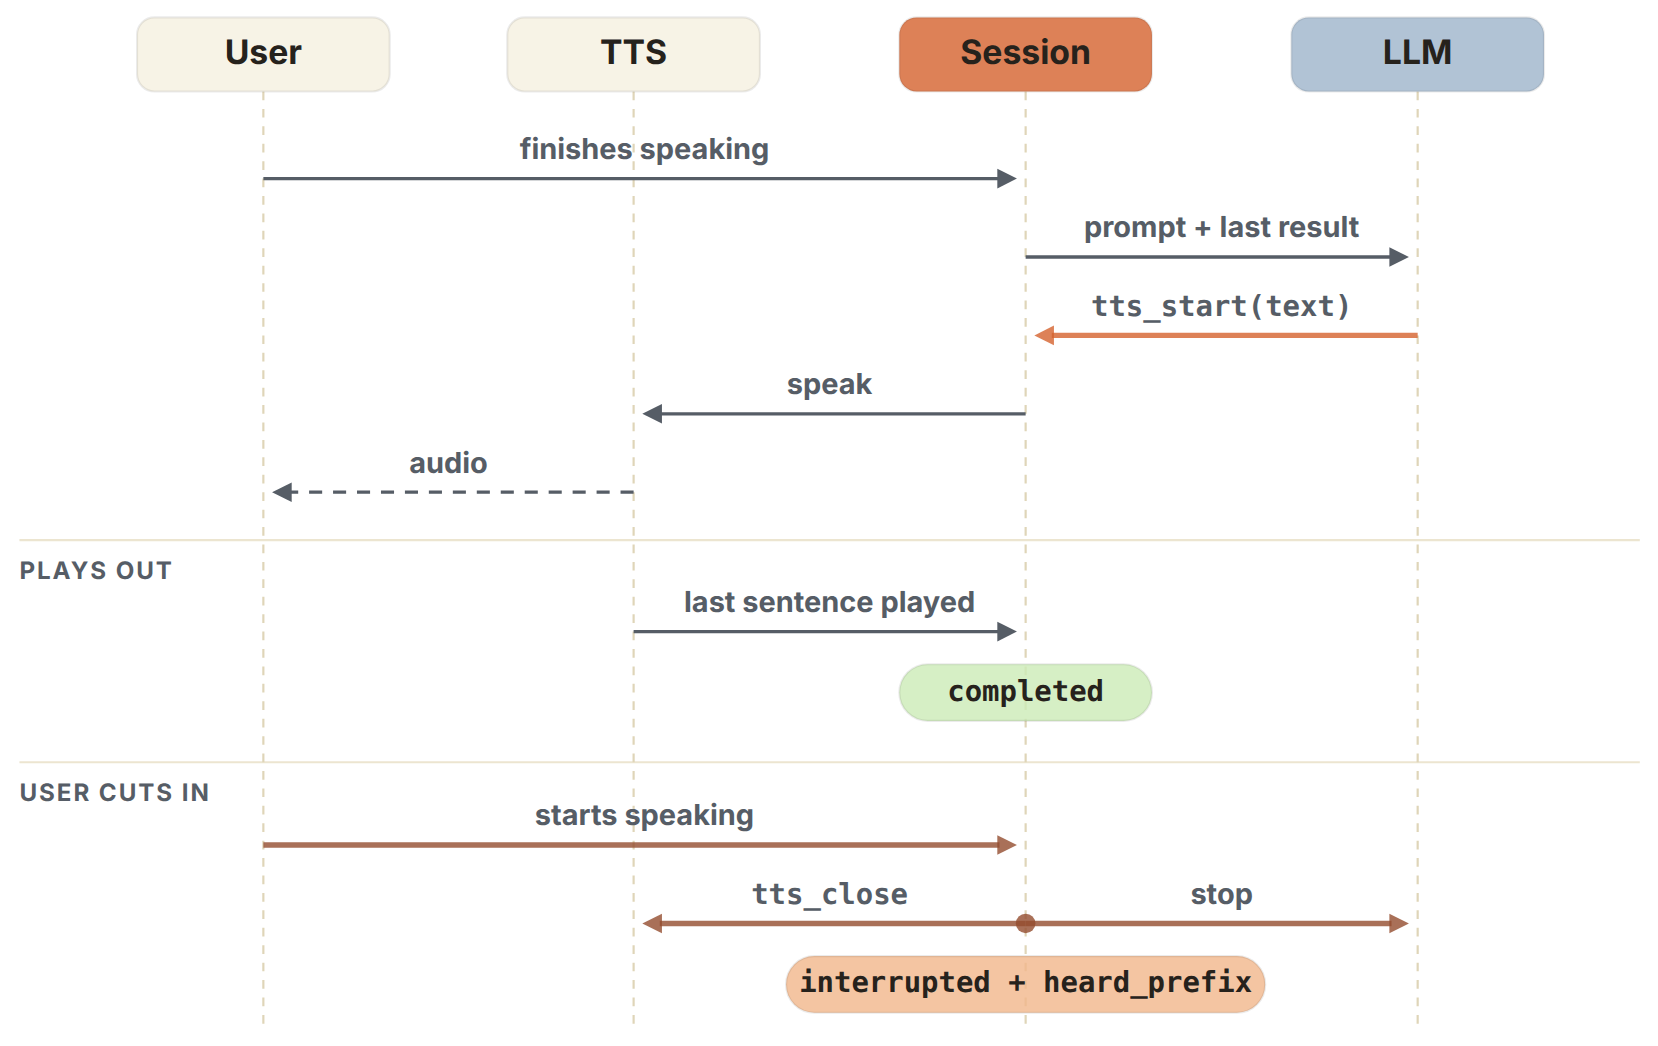 User
TTS
Session
LLM
finishes speaking
prompt + last result
tts_start(text)
speak
audio
PLAYS OUT
last sentence played
completed
USER CUTS IN
starts speaking
tts_close
stop
interrupted + heard_prefix